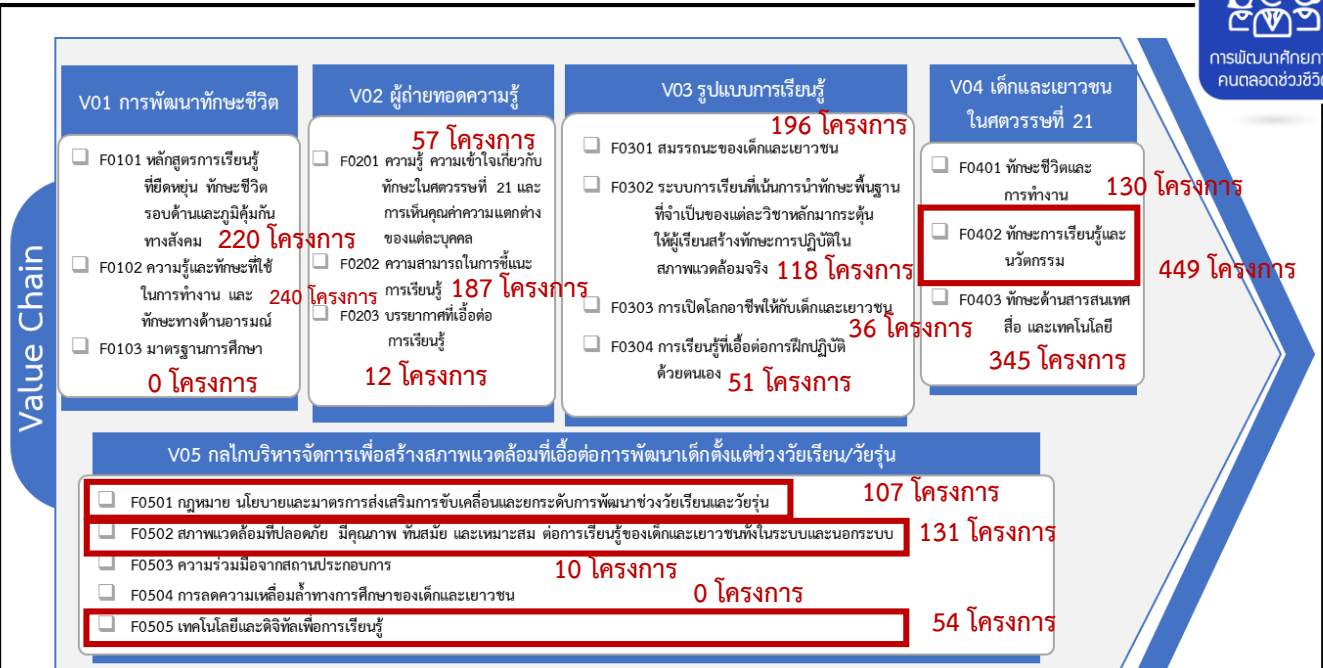 การพัฒนาศักยภา
คนตลอดช่วงชีวิต
Value Chain
V01 การพัฒนาทักษะชีวิต
F0101 หลักสูตรการเรียนรู้
ที่ยืดหยุ่น ทักษะชีวิต
รอบด้านและภูมิคุ้มกัน
ทางสังคม 220 โครงการ
F0102 ความรู้และทักษะที่ใช้
ในการทำงาน และ 240 โครงการ
ทักษะทางด้านอารมณ์
F0103 มาตรฐานการศึกษา
0 โครงการ
V02 ผู้ถ่ายทอดความรู้
57 โครงการ
F0201 ความรู้ ความเข้าใจเกี่ยวกับ
ทักษะในศตวรรษที่ 21 และ
การเห็นคุณค่าความแตกต่าง
ของแต่ละบุคคล
F0202 ความสามารถในการชี้แนะ
การเรียนรู้ 187 โครงการ
F0203 บรรยากาศที่เอื้อต่อ
การเรียนรู้
12 โครงการ
V03 รูปแบบการเรียนรู้
196 โครงการ
F0301 สมรรถนะของเด็กและเยาวชน
F0302 ระบบการเรียนที่เน้นการนำทักษะพื้นฐาน
ที่จำเป็นของแต่ละวิชาหลักมากระตุ้น
ให้ผู้เรียนสร้างทักษะการปฏิบัติใน
สภาพแวดล้อมจริง 118 โครงการ
F0303 การเปิดโลกอาชีพให้กับเด็กและเยาวชน
36 โครงการ
F0304 การเรียนรู้ที่เอื้อต่อการฝึกปฏิบัติ
ด้วยตนเอง 51 โครงการ
V04 เด็กและเยาวชน
ในศตวรรษที่ 21
F0401 ทักษะชีวิตและ
การทำงาน 130 โครงการ
F0402 ทักษะการเรียนรู้และ
นวัตกรรม 449 โครงการ
F0403 ทักษะด้านสารสนเทศ
สื่อ และเทคโนโลยี
345 โครงการ
V05 กลไกบริหารจัดการเพื่อสร้างสภาพแวดล้อมที่เอื้อต่อการพัฒนาเด็กตั้งแต่ช่วงวัยเรียน/วัยรุ่น
F0501 กฎหมาย นโยบายและมาตรการส่งเสริมการขับเคลื่อนและยกระดับการพัฒนาช่วงวัยเรียนและวัยรุ่น 107 โครงการ
F0502 สภาพแวดล้อมที่ปลอดภัย มีคุณภาพ ทันสมัย และเหมาะสม ต่อการเรียนรู้ของเด็กและเยาวชนทั้งในระบบและนอกระบบ 131 โครงการ
F0503 ความร่วมมือจากสถานประกอบการ 10 โครงการ
F0504 การลดความเหลื่อมล้ำทางการศึกษาของเด็กและเยาวชน 0 โครงการ
F0505 เทคโนโลยีและดิจิทัลเพื่อการเรียนรู้ 54 โครงการ